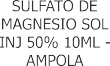 SULFATO DE
MAGNESIO SOL
INJ 50% 10ML -
AMPOLA